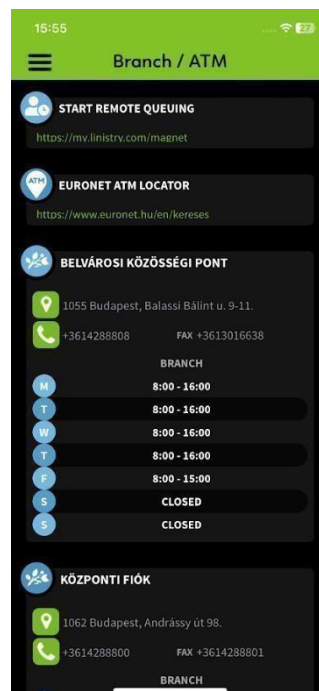 15:55
27
Branch / ATM
START REMOTE QUEUING
https://my.linistry.com/magnet
ATM
EURONET ATM LOCATOR
https://www.euronet.hu/en/kereses
BELVÁROSI KÖZÖSSÉGI PONT
1055 Budapest, Balassi Bálint u. 9-11.
+3614288808 FAX +3613016638
BRANCH
M 8:00 - 16:00
T 8:00 - 16:00
W 8:00 - 16:00
T 8:00 - 16:00
F 8:00 - 15:00
S CLOSED
S CLOSED
KÖZPONTI FIÓK
1062 Budapest, Andrássy út 98.
+3614288800 FAX +3614288801
BRANCH